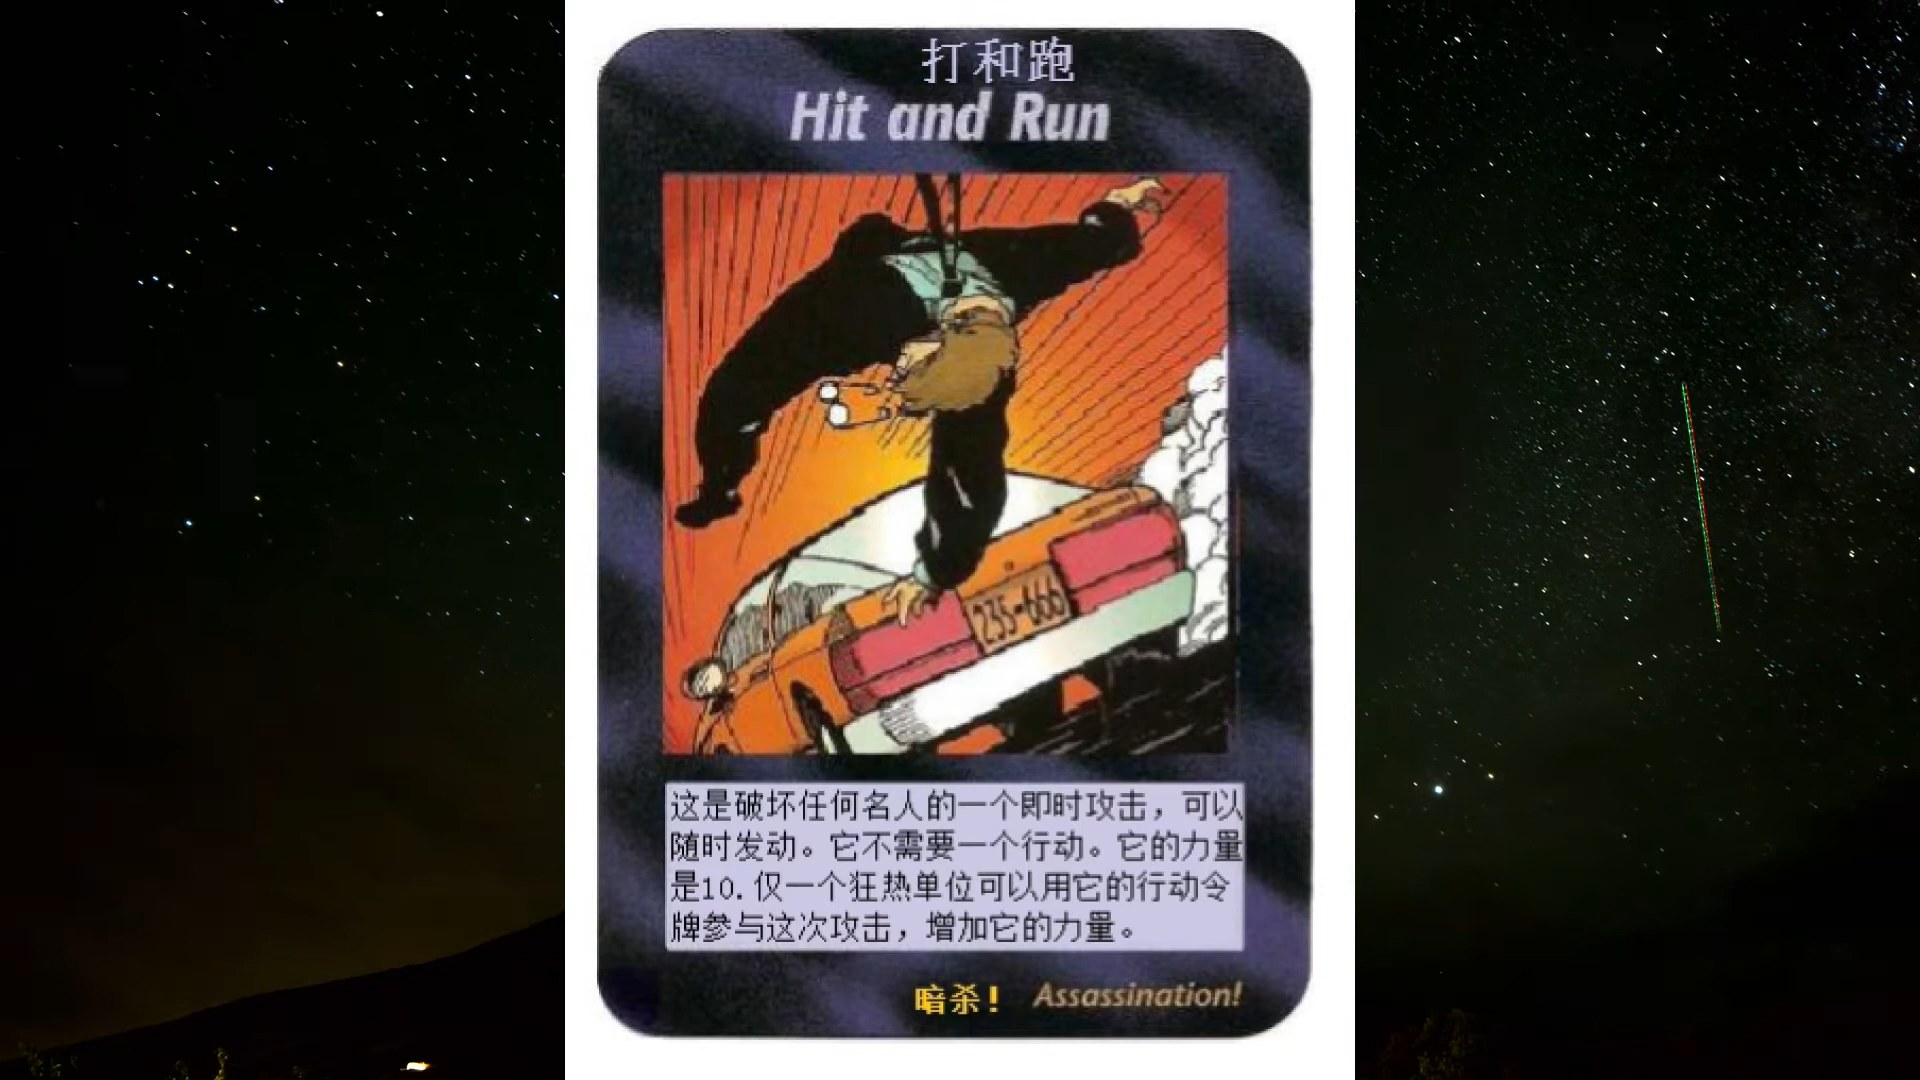 打和跑
Hit and Run
235-666
这是破坏任何名人的一个即时攻击，可以
随时发动。它不需要一个行动。它的力量
是10.仅一个狂热单位可以用它的行动令
牌参与这次攻击，增加它的力量。
暗杀！ Assassination!